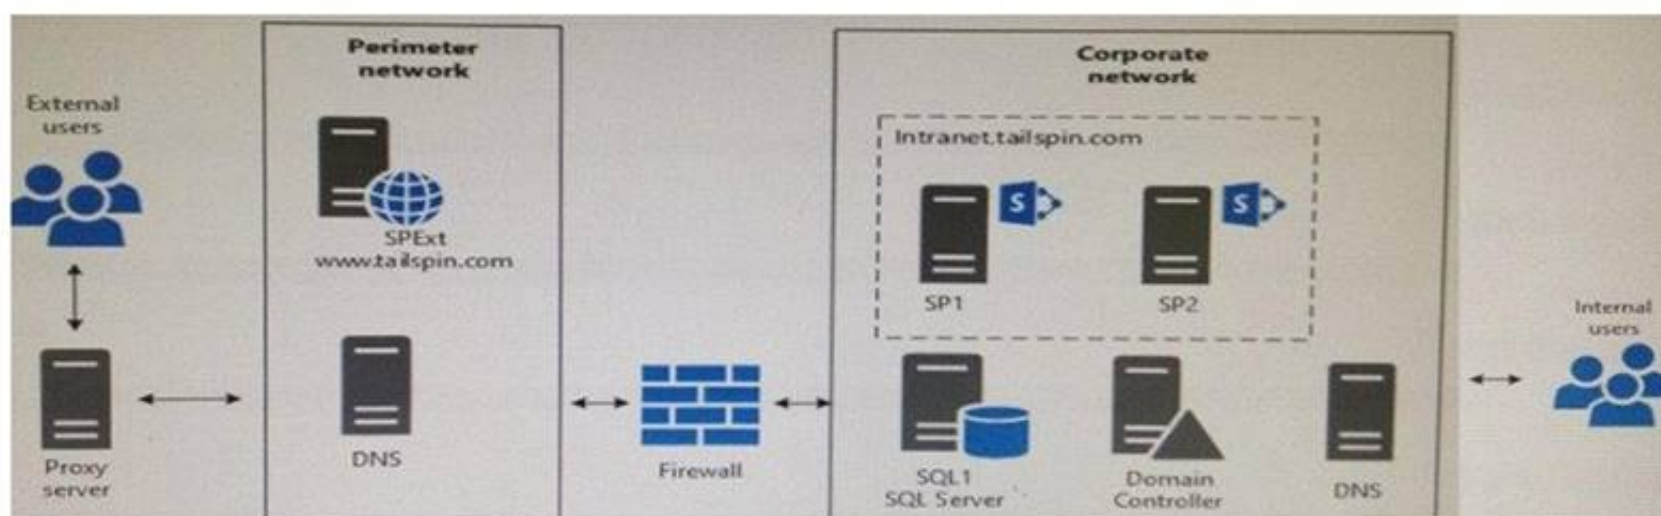 External
users
Proxy
server
Perimeter
network
SPExt
www.tailspin.com
DNS
Firewall
Corporate
network
Intranet.tailspin.com
S
SP1
S
SP2
SQL1
SQL Server
Domain
Controller
DNS
Internal
users